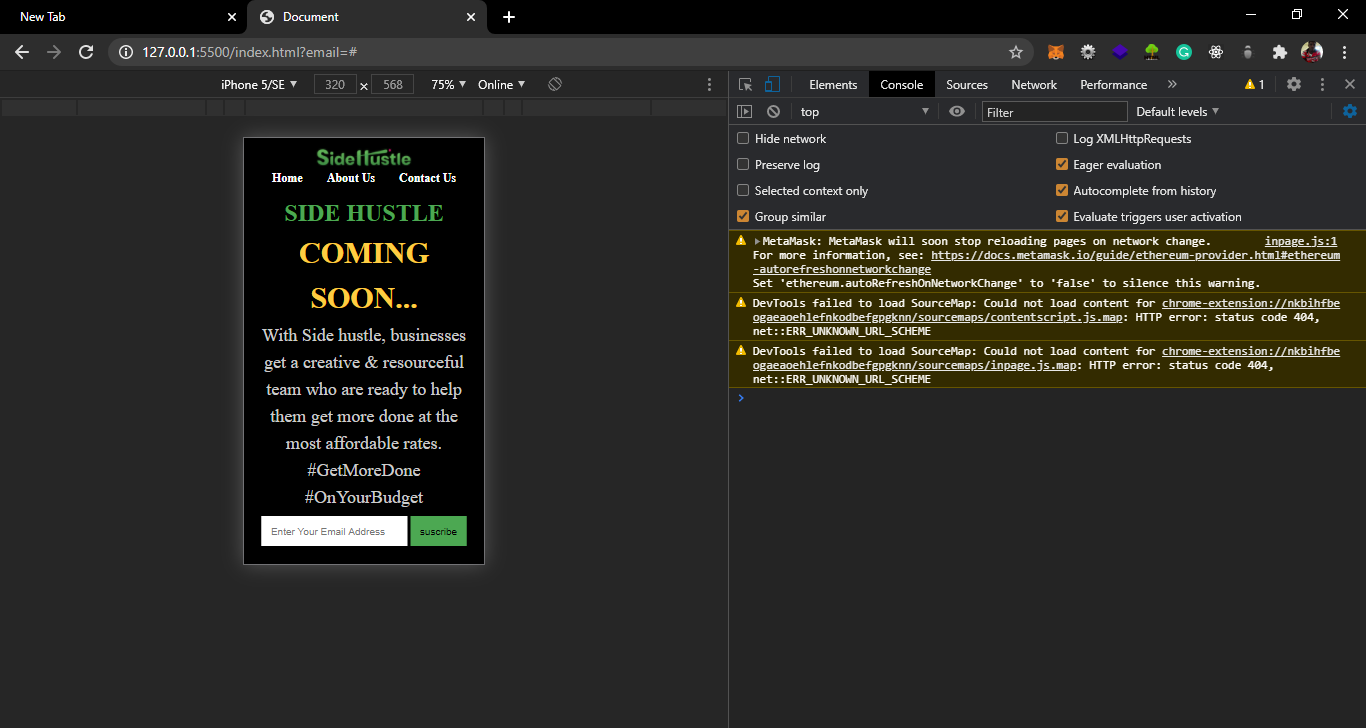 New Tab
Document
127.0.0.1:5500/index.html?email=#
iPhone 5/SE 320 x 568 75% Online
Elements Console Sources Network Performance 1
top Filter Default levels
Hide network Log XMLHttpRequests
Preserve log Eager evaluation
Selected context only Autocomplete from history
Group similar Evaluate triggers user activation
SideHustle
Home About Us Contact Us
SIDE HUSTLE
COMING
SOON...
With Side hustle, businesses
get a creative & resourceful
team who are ready to help
them get more done at the
most affordable rates.
#GetMoreDone
#OnYourBudget
Enter Your Email Address suscribe
MetaMask: MetaMask will soon stop reloading pages on network change. inpage.js:1
For more information, see: https://docs.metamask.io/guide/ethereum-provider.html#ethereum
-autorefreshonnetworkchange
Set 'ethereum.autoRefreshOnNetworkChange' to 'false' to silence this warning.
DevTools failed to load SourceMap: Could not load content for chrome-extension://nkbihfbe
ogaeaoehlefnkodbefgpgknn/sourcemaps/contentscript.js.map: HTTP error: status code 404,
net::ERR_UNKNOWN_URL_SCHEME
DevTools failed to load SourceMap: Could not load content for chrome-extension://nkbihfbe
ogaeaoehlefnkodbefgpgknn/sourcemaps/inpage.js.map: HTTP error: status code 404,
net::ERR_UNKNOWN_URL_SCHEME